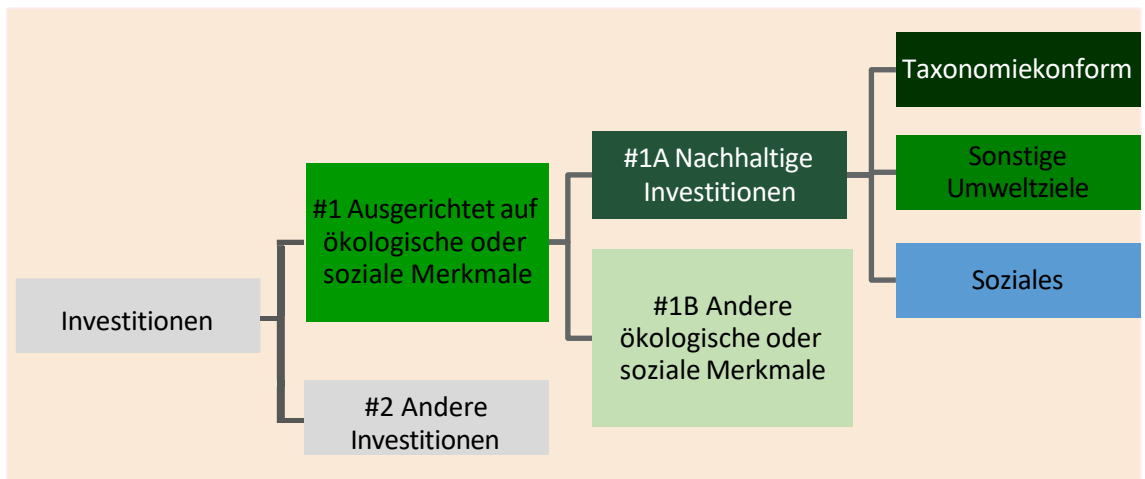 Investitionen
#1 Ausgerichtet auf
ökologische oder
soziale Merkmale
#2 Andere
Investitionen
#1A Nachhaltige
Investitionen
#1B Andere
ökologische oder
soziale Merkmale
Taxonomiekonform
Sonstige
Umweltziele
Soziales